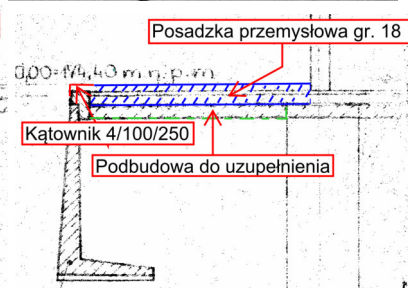 Posadzka przemysłowa gr. 18
0,00=174,40 m n.p.m
Kątownik 4/100/250
Podbudowa do uzupełnienia